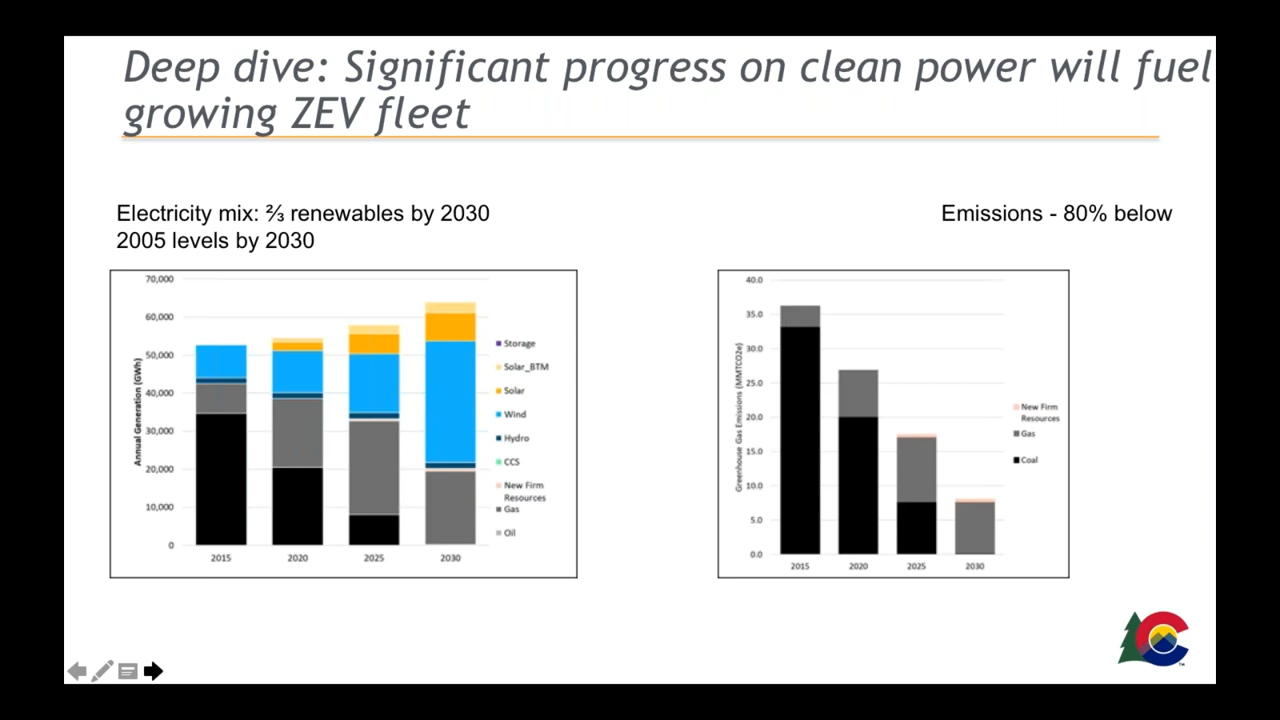 Deep dive: Significant progress on clean power will fuel
growing ZEV fleet
Electricity mix: ⅔ renewables by 2030
Emissions - 80% below
2005 levels by 2030
Annual Generation (GWh)
70,000
60,000
50,000
40,000
30,000
20,000
10,000
0
2015
2020
2025
2030
Storage
Solar_BTM
Solar
Wind
Hydro
CCS
New Firm
Resources
Gas
Oil
Greenhouse Gas Emissions (MMTCO2e)
40.0
35.0
30.0
25.0
20.0
15.0
10.0
5.0
0.0
2015
2020
2025
2030
New Firm
Resources
Gas
Coal
C
TM